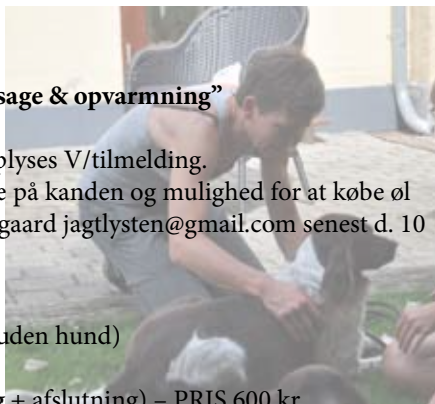 sage & opvarmning”
plyses V/tilmelding.
e på kanden og mulighed for at købe øl
gaard jagtlysten@gmail.com senest d. 10
uden hund)
g + afslutning) – PRIS 600 kr